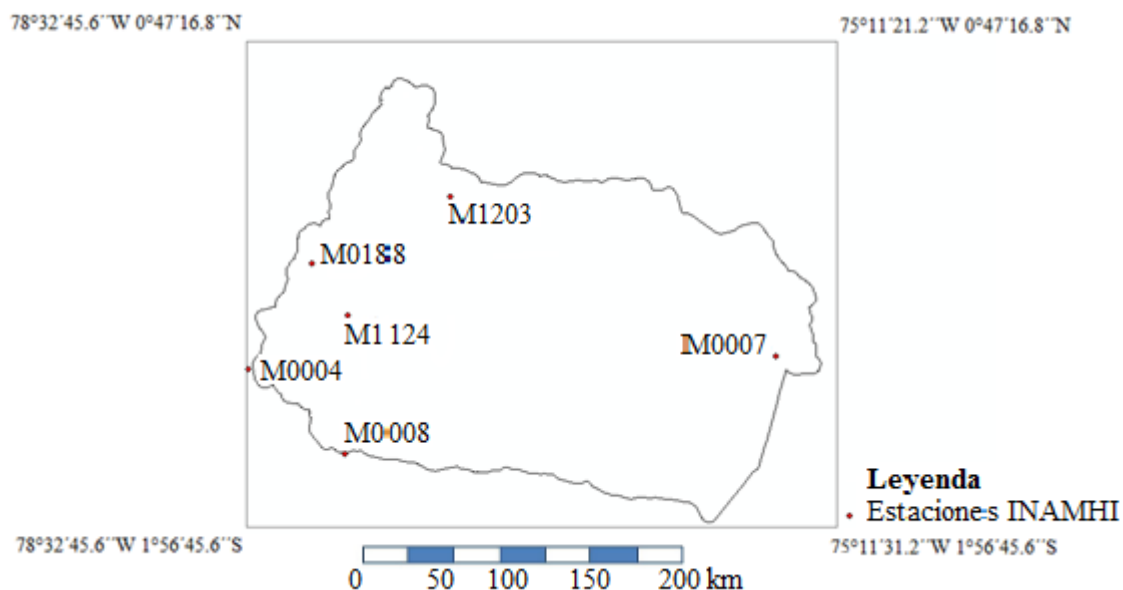 78°32´45.6´´W 0°47´16.8´´N
75°11´21.2´´W 0°47´16.8´´N
M1203
M0188
M1124
M0007
M0004
M0008
Leyenda
Estaciones INAMHI
78°32´45.6´´W 1°56´45.6´´S
75°11´31.2´´W 1°56´45.6´´S
0 50 100 150 200 km